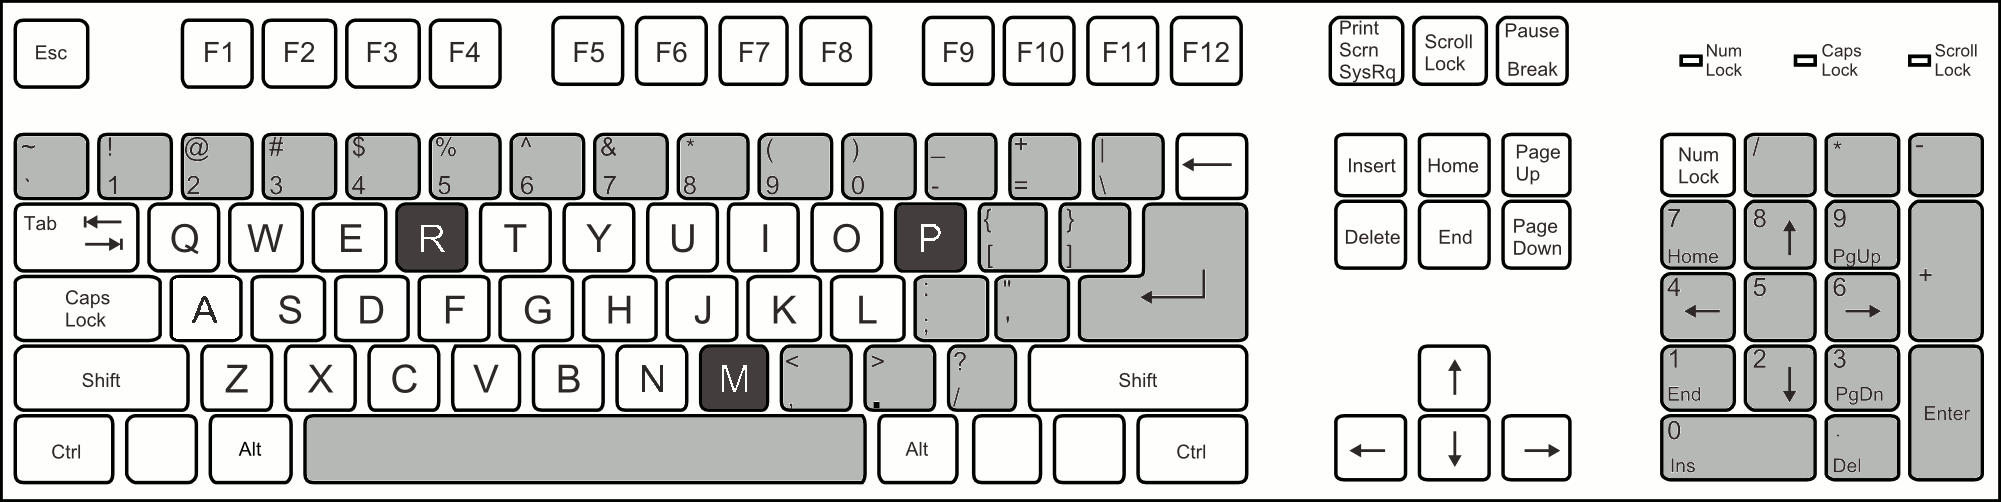 Esc F1 F2 F3 F4 F5 F6 F7 F8 F9 F10 F11 F12
Print
Scrn
SysRq
Scroll
Lock
Pause
Break
Num
Lock
Caps
Lock
Scroll
Lock
~ ! @ # $ % ^ & * ( ) _ + |
` 1 2 3 4 5 6 7 8 9 0 - = \ ←
Insert Home Page
Up
Num
Lock
/ * -
Tab Q W E R T Y U I O P { }
[ ]
Delete End Page
Down
7 8 ↑ 9
Home PgUp
+
Caps
Lock
A S D F G H J K L : "
; '
4 ← 5 6 →
Shift Z X C V B N M < > ?
, . / Shift
↑
1 2 ↓ 3
End PgDn
Enter
Ctrl Alt Alt Ctrl
← ↓ →
0 .
Ins Del